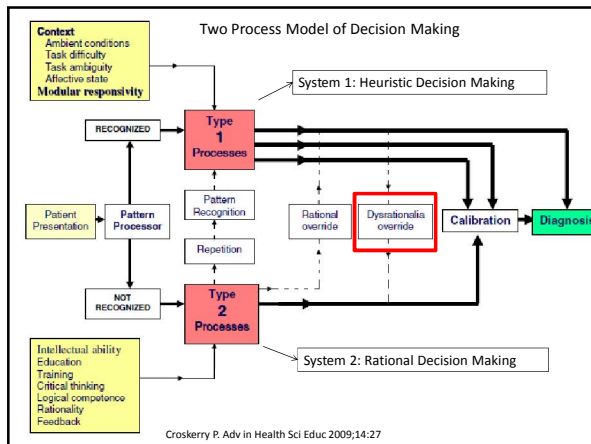 Two Process Model of Decision Making
Context
Ambient conditions
Task difficulty
Task ambiguity
Affective state
Modular responsivity
System 1: Heuristic Decision Making
RECOGNIZED
Type
1
Processes
Patient
Presentation
Pattern
Processor
Pattern
Recognition
Repetition
Rational
override
Dysrationalia
override
Calibration
Diagnosis
NOT
RECOGNIZED
Type
2
Processes
Intellectual ability
Education
Training
Critical thinking
Logical competence
Rationality
Feedback
System 2: Rational Decision Making
Croskerry P. Adv in Health Sci Educ 2009;14:27